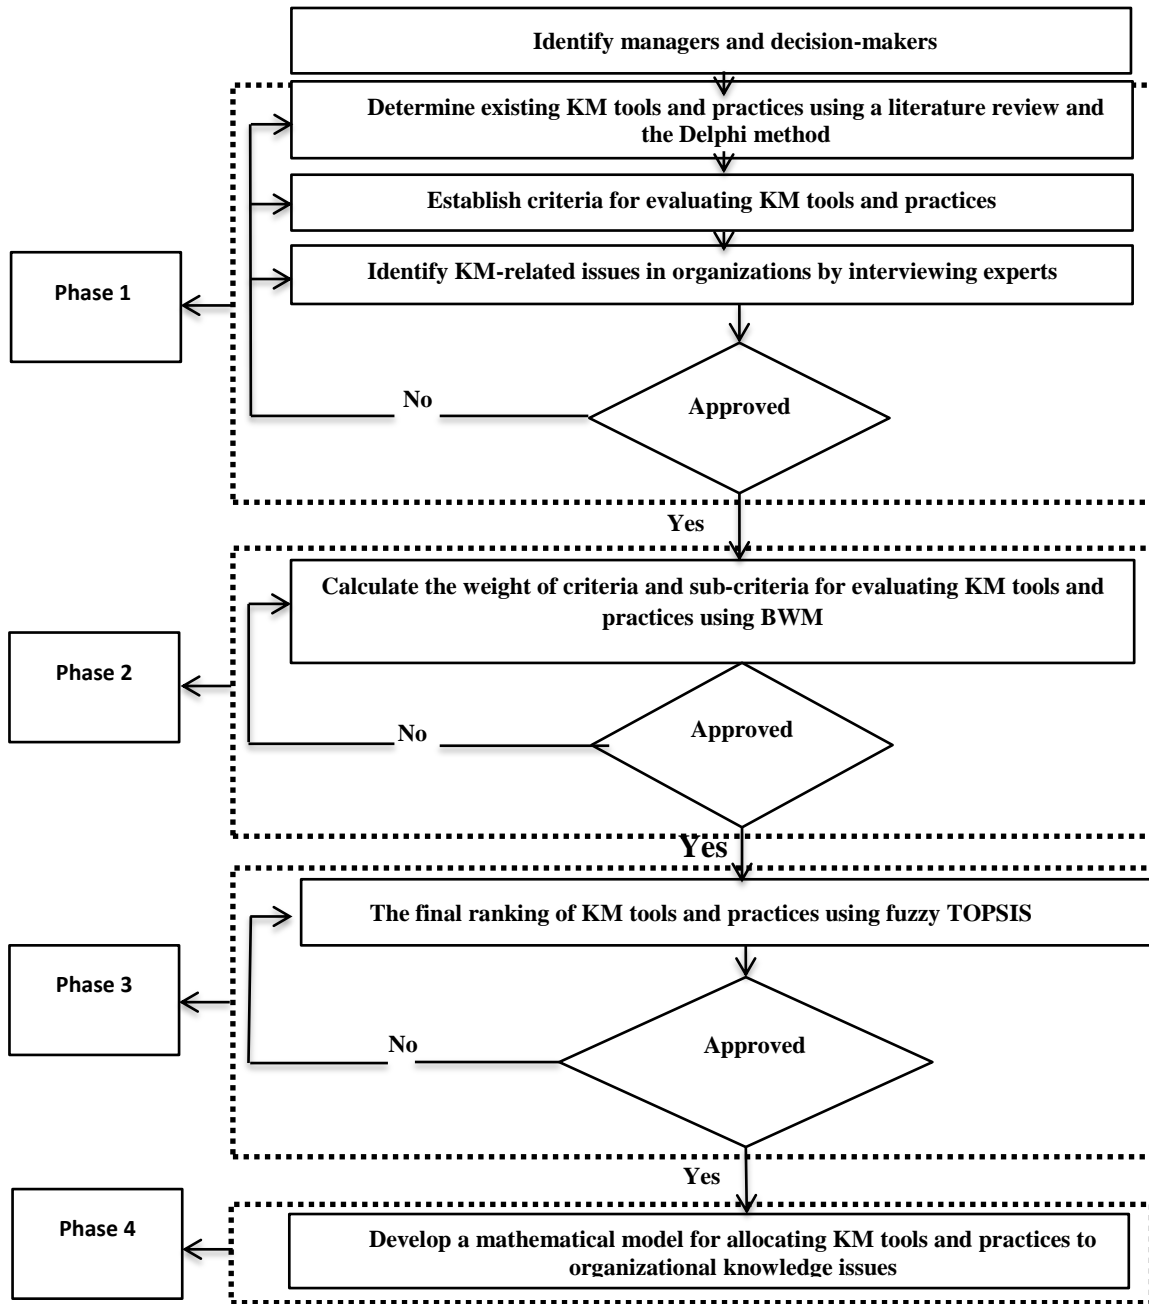 Identify managers and decision-makers
Determine existing KM tools and practices using a literature review and
the Delphi method
Establish criteria for evaluating KM tools and practices
Identify KM-related issues in organizations by interviewing experts
Phase 1
No
Approved
Yes
Calculate the weight of criteria and sub-criteria for evaluating KM tools and
practices using BWM
Phase 2
No
Approved
Yes
The final ranking of KM tools and practices using fuzzy TOPSIS
Phase 3
No
Approved
Yes
Phase 4
Develop a mathematical model for allocating KM tools and practices to
organizational knowledge issues